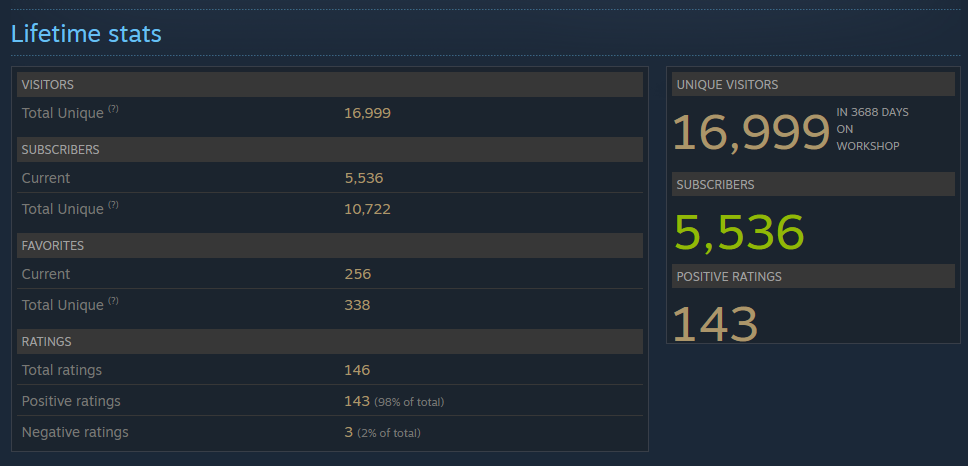 Lifetime stats
VISITORS
Total Unique (?) 16,999
SUBSCRIBERS
Current 5,536
Total Unique (?) 10,722
FAVORITES
Current 256
Total Unique (?) 338
RATINGS
Total ratings 146
Positive ratings 143 (98% of total)
Negative ratings 3 (2% of total)
UNIQUE VISITORS
16,999
IN 3688 DAYS
ON
WORKSHOP
SUBSCRIBERS
5,536
POSITIVE RATINGS
143